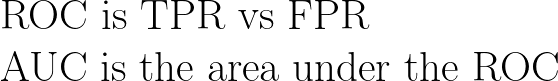 ROC is TPR vs FPR
AUC is the area under the ROC